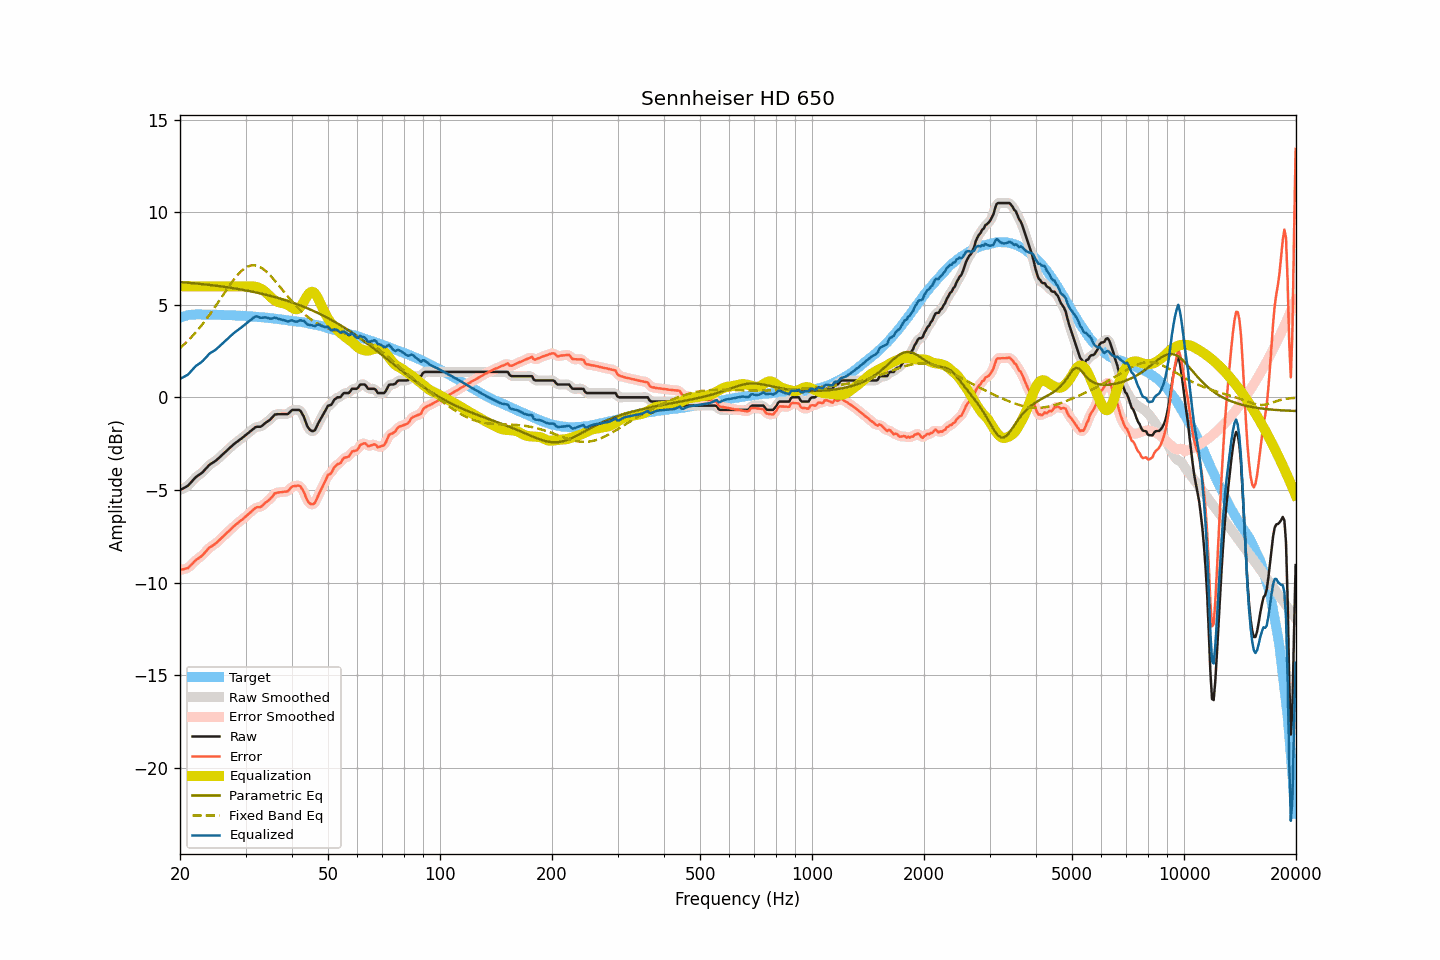 Sennheiser HD 650
15
10
5
0
−5
−10
−15
−20
Amplitude (dBr)
Target
Raw Smoothed
Error Smoothed
Raw
Error
Equalization
Parametric Eq
Fixed Band Eq
Equalized
20 50 100 200 500 1000 2000 5000 10000 20000
Frequency (Hz)